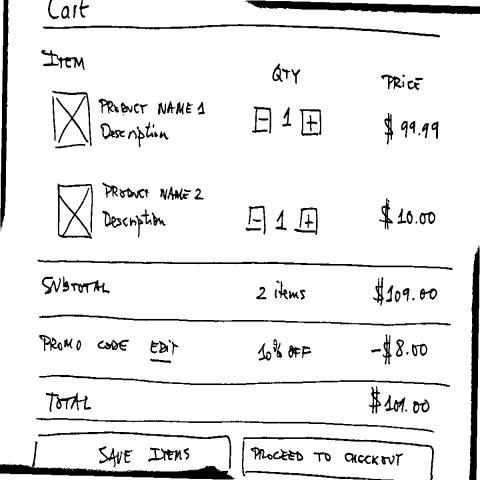 Cart
ITEM QTY PRICE
PRODUCT NAME 1
Description
- 1 +
$99.99
PRODUCT NAME 2
Description
- 1 +
$10.00
SUBTOTAL 2 items $109.00
PROMO CODE EDIT 10% OFF -$8.00
TOTAL $101.00
SAVE ITEMS PROCEED TO CHECKOUT